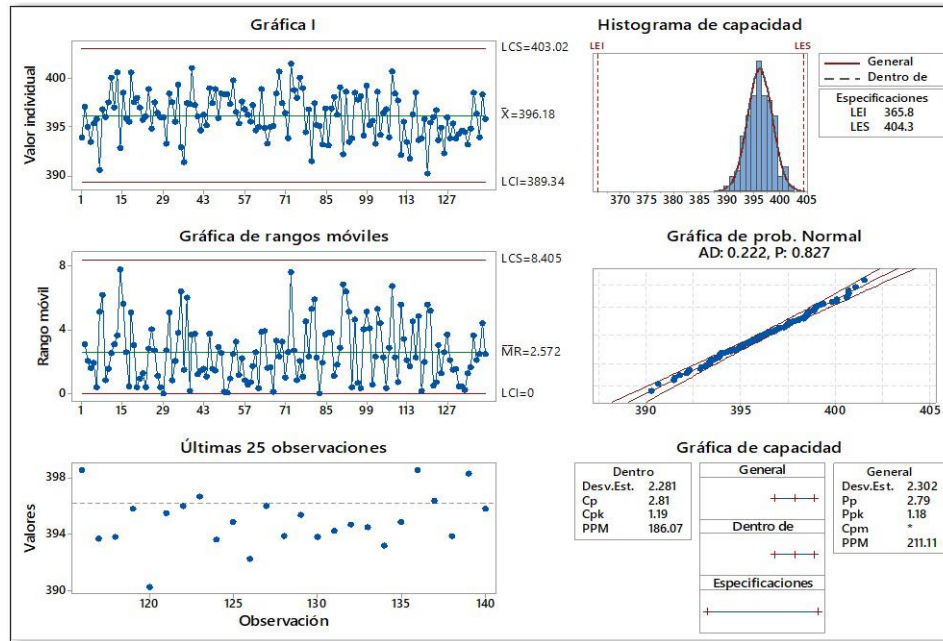 Gráfica I
Valor individual
400
395
390
1 15 29 43 57 71 85 99 113 127
LCS=403.02
X̄=396.18
LCI=389.34
Histograma de capacidad
LEI LES
370 375 380 385 390 395 400 405
General
Dentro de
Especificaciones
LEI 365.8
LES 404.3
Gráfica de rangos móviles
Rango móvil
8
4
0
1 15 29 43 57 71 85 99 113 127
LCS=8.405
M̅R̅=2.572
LCI=0
Gráfica de prob. Normal
AD: 0.222, P: 0.827
390 395 400 405
Últimas 25 observaciones
Valores
398
394
390
120 125 130 135 140
Observación
Gráfica de capacidad
Dentro
Desv.Est. 2.281
Cp 2.81
Cpk 1.19
PPM 186.07
General
Dentro de
Especificaciones
General
Desv.Est. 2.302
Pp 2.79
Ppk 1.18
Cpm *
PPM 211.11